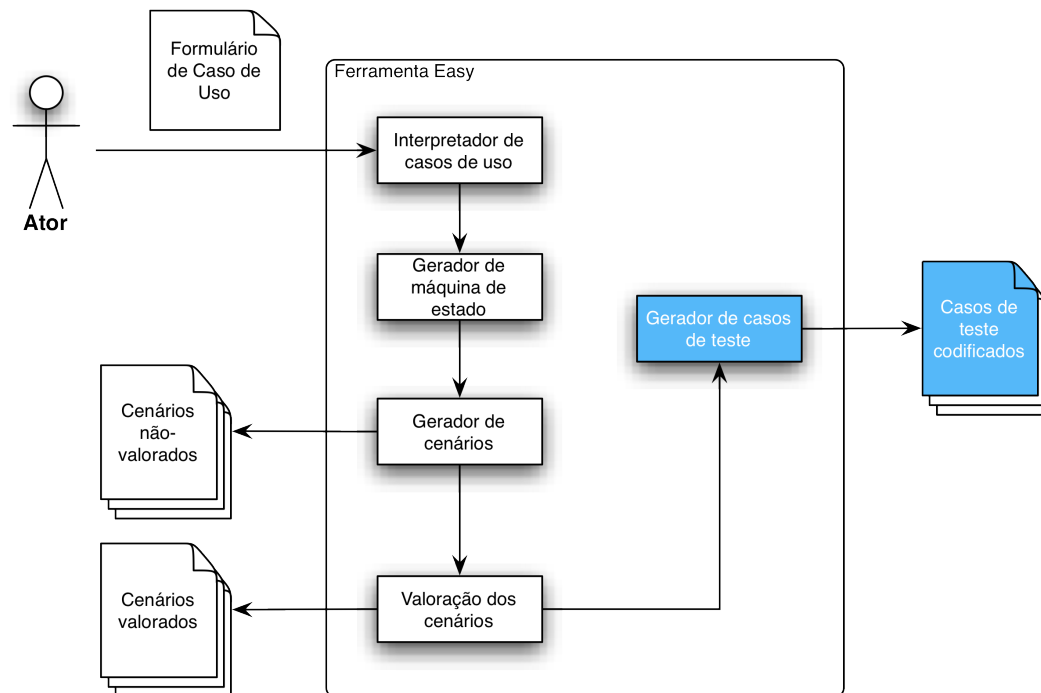 Formulário
de Caso de
Uso
Ferramenta Easy
Ator
Interpretador de
casos de uso
Gerador de
máquina de
estado
Gerador de casos
de teste
Casos de
teste
codificados
Cenários
não-
valorados
Gerador de
cenários
Cenários
valorados
Valoração dos
cenários